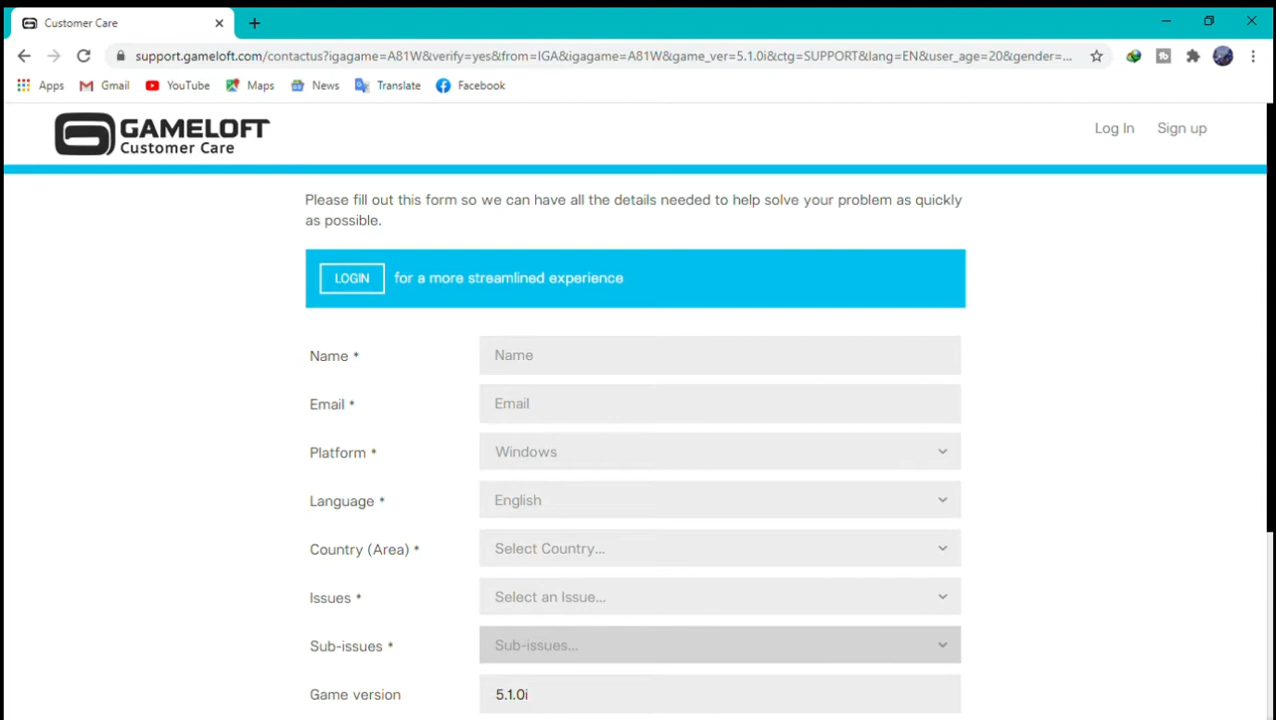 Customer Care
support.gameloft.com/contactus?igagame=A81W&verify=yes&from=IGA&igagame=A81W&game_ver=5.1.0i&ctg=SUPPORT&lang=EN&user_age=20&gender=...
Apps Gmail YouTube Maps News Translate Facebook
GAMELOFT
Customer Care
Log In Sign up
Please fill out this form so we can have all the details needed to help solve your problem as quickly
as possible.
LOGIN for a more streamlined experience
Name * Name
Email * Email
Platform * Windows
Language * English
Country (Area) * Select Country...
Issues * Select an Issue...
Sub-issues * Sub-issues...
Game version 5.1.0i